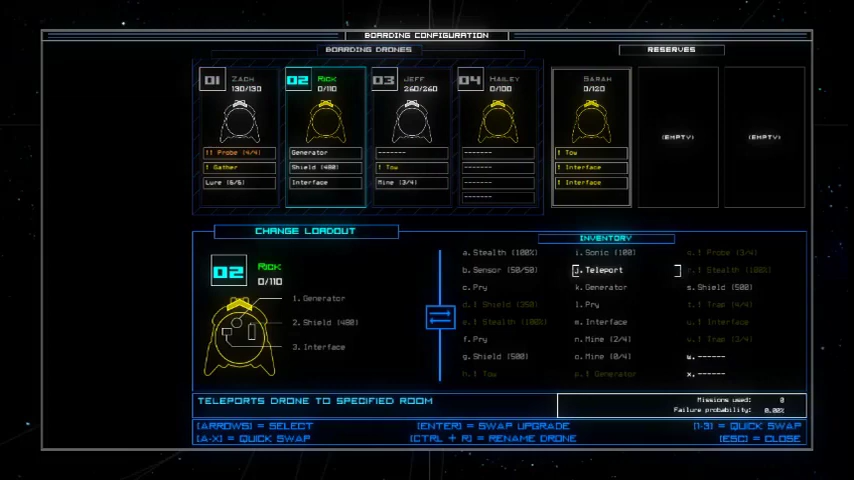 BOARDING CONFIGURATION
BOARDING DRONES
RESERVES
01 ZACH 130/130
02 RICK 0/110
03 JEFF 260/260
04 HAILEY 0/100
SARAH 0/120
(EMPTY)
(EMPTY)
!! Probe (4/4)
! Gather
Lure (6/6)
Generator
Shield (480)
Interface
-------
! Tow
Mine (3/4)
-------
-------
-------
-------
! Tow
! Interface
! Interface
CHANGE LOADOUT
INVENTORY
02 RICK
0/110
1. Generator
2. Shield (480)
3. Interface
a. Stealth (100%)
b. Sensor (50/50)
c. Pry
d. ! Shield (350)
e. ! Stealth (100%)
f. Pry
g. Shield (500)
h. ! Tow
i. Sonic (100)
j. Teleport
k. Generator
l. Pry
m. Interface
n. Mine (2/4)
o. Mine (0/4)
p. ! Generator
q. ! Probe (3/4)
r. ! Stealth (100%)
s. Shield (500)
t. ! Trap (4/4)
u. ! Interface
v. ! Trap (3/4)
w. ------
x. ------
TELEPORTS DRONE TO SPECIFIED ROOM
Missions used: 0
Failure probability: 0.00%
[ARROWS] = SELECT
[ENTER] = SWAP UPGRADE
[1-3] = QUICK SWAP
[A-X] = QUICK SWAP
[CTRL + R] = RENAME DRONE
[ESC] = CLOSE